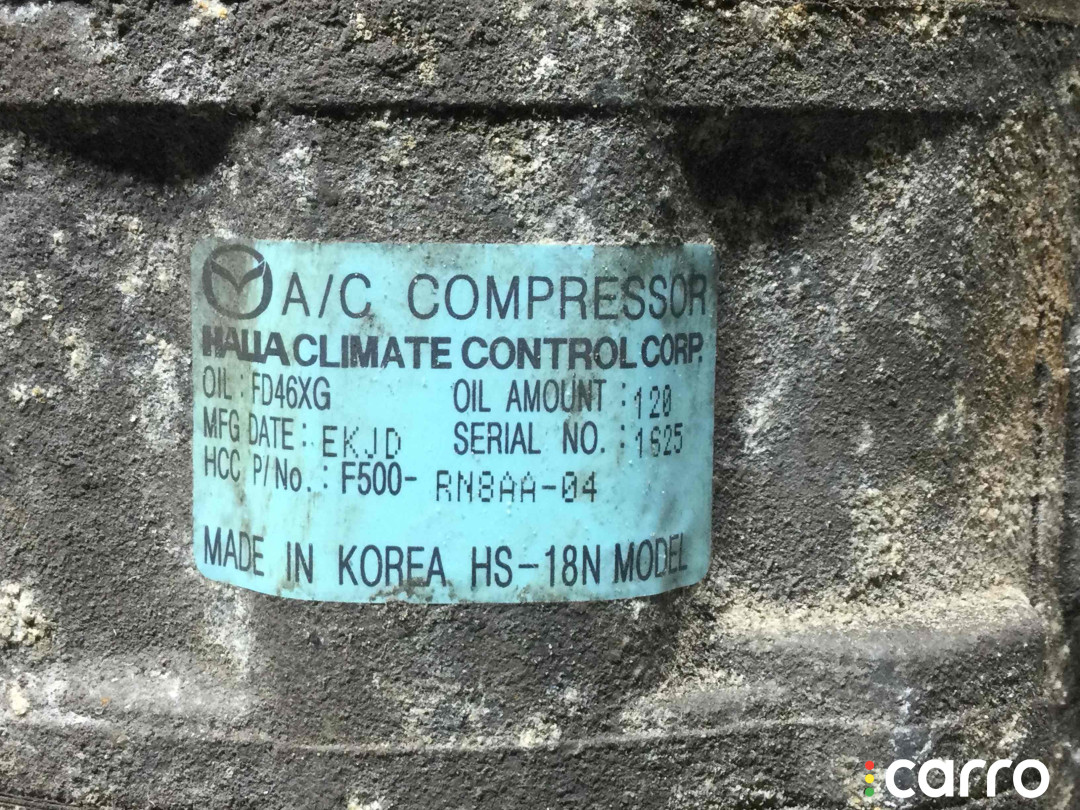 A/C COMPRESSOR
HALLA CLIMATE CONTROL CORP.
OIL : FD46XG OIL AMOUNT : 120
MFG DATE : EKJD SERIAL NO. : 1625
HCC P/No. : F500- RN8AA-04
MADE IN KOREA HS-18N MODEL
carro